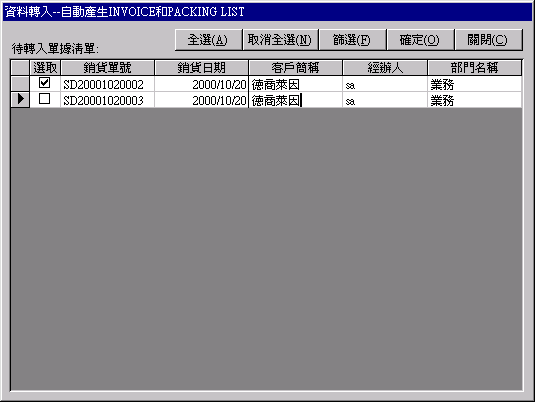 資料轉入--自動產生INVOICE和PACKING LIST
待轉入單據清單:
全選(A) 取消全選(N) 篩選(F) 確定(O) 關閉(C)
選取 銷貨單號 銷貨日期 客戶簡稱 經辦人 部門名稱
SD20001020002 2000/10/20 德商萊因 sa 業務
SD20001020003 2000/10/20 德商萊因 sa 業務